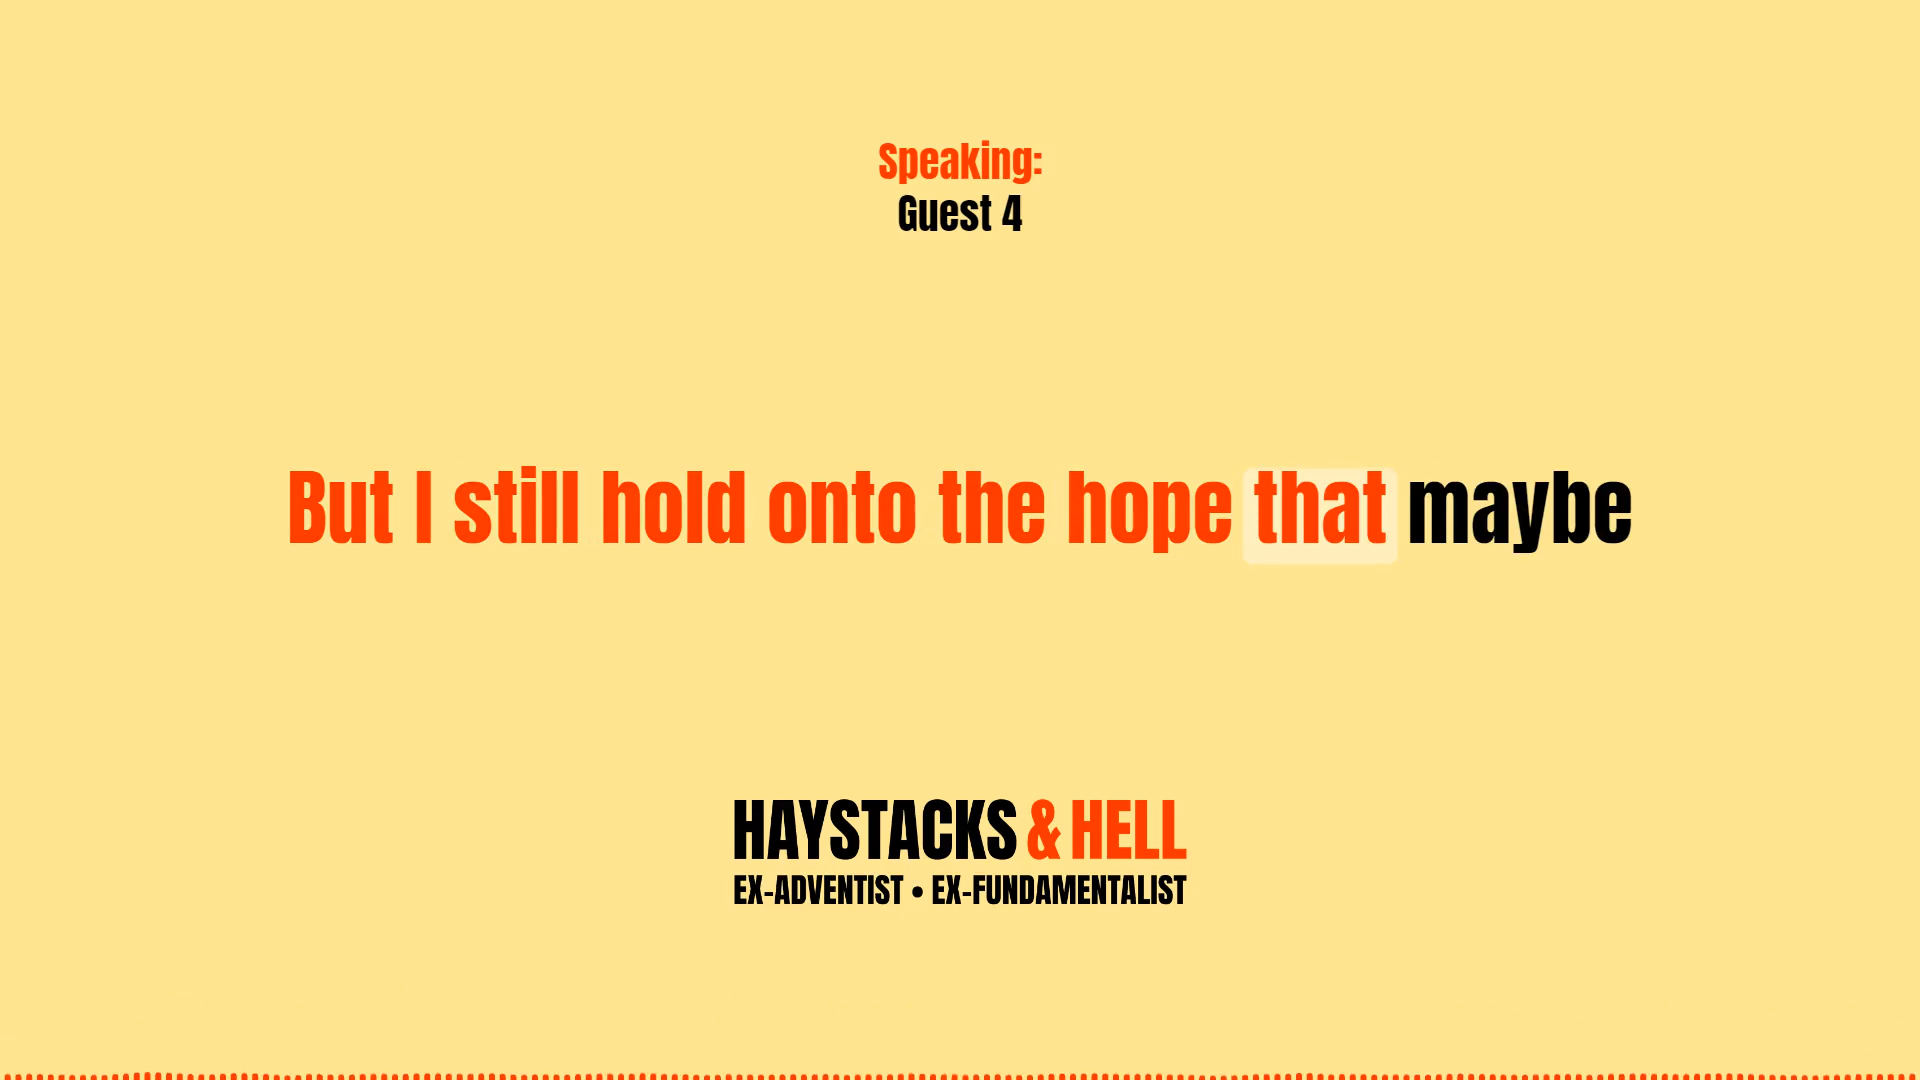 Speaking:
Guest 4
But I still hold onto the hope that maybe
HAYSTACKS & HELL
EX-ADVENTIST • EX-FUNDAMENTALIST